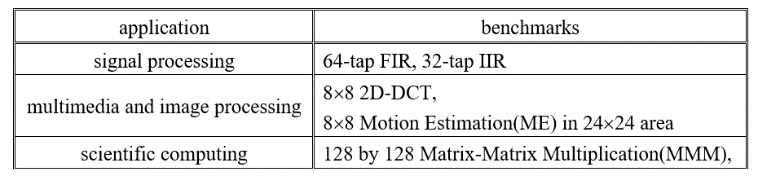 application benchmarks
signal processing 64-tap FIR, 32-tap IIR
multimedia and image processing
8×8 2D-DCT,
8×8 Motion Estimation(ME) in 24×24 area
scientific computing 128 by 128 Matrix-Matrix Multiplication(MMM),